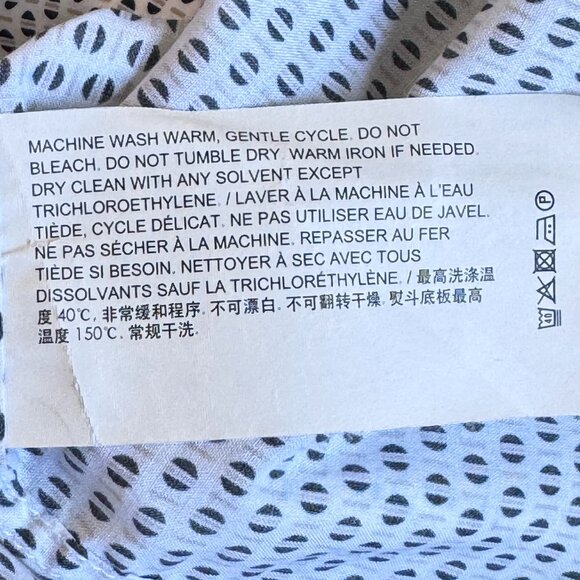 MACHINE WASH WARM, GENTLE CYCLE. DO NOT
BLEACH. DO NOT TUMBLE DRY. WARM IRON IF NEEDED.
DRY CLEAN WITH ANY SOLVENT EXCEPT
TRICHLOROETHYLENE. / LAVER À LA MACHINE À L'EAU
TIÈDE, CYCLE DÉLICAT. NE PAS UTILISER EAU DE JAVEL.
NE PAS SÉCHER À LA MACHINE. REPASSER AU FER
TIÈDE SI BESOIN. NETTOYER À SEC AVEC TOUS
DISSOLVANTS SAUF LA TRICHLORÉTHYLÈNE. / 最高洗涤温
度 40℃, 非常缓和程序. 不可漂白. 不可翻转干燥. 熨斗底板最高
温度 150℃. 常规干洗.
P
40